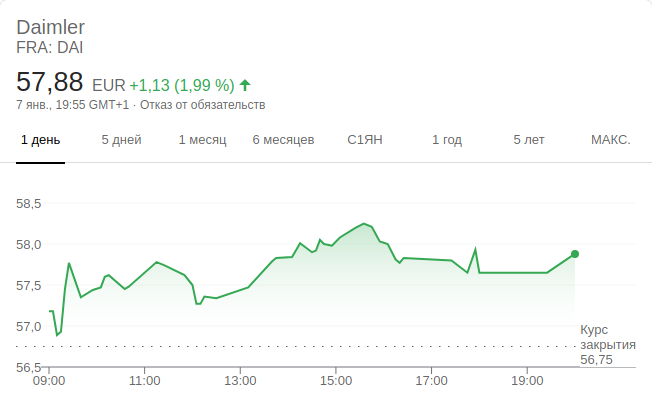 Daimler
FRA: DAI
57,88 EUR +1,13 (1,99 %)
7 янв., 19:55 GMT+1 · Отказ от обязательств
1 день 5 дней 1 месяц 6 месяцев С1ЯН 1 год 5 лет МАКС.
58,5
58,0
57,5
57,0
Курс
закрытия
56,75
56,5
09:00 11:00 13:00 15:00 17:00 19:00